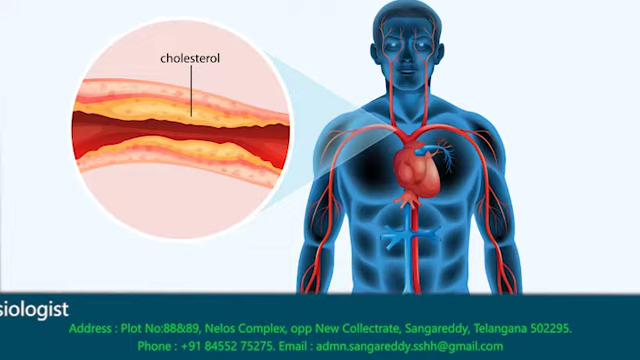 cholesterol
siologist
Address : Plot No:88&89, Nelos Complex, opp New Collectrate, Sangareddy, Telangana 502295.
Phone : +91 84552 75275. Email : admn.sangareddy.sshh@gmail.com